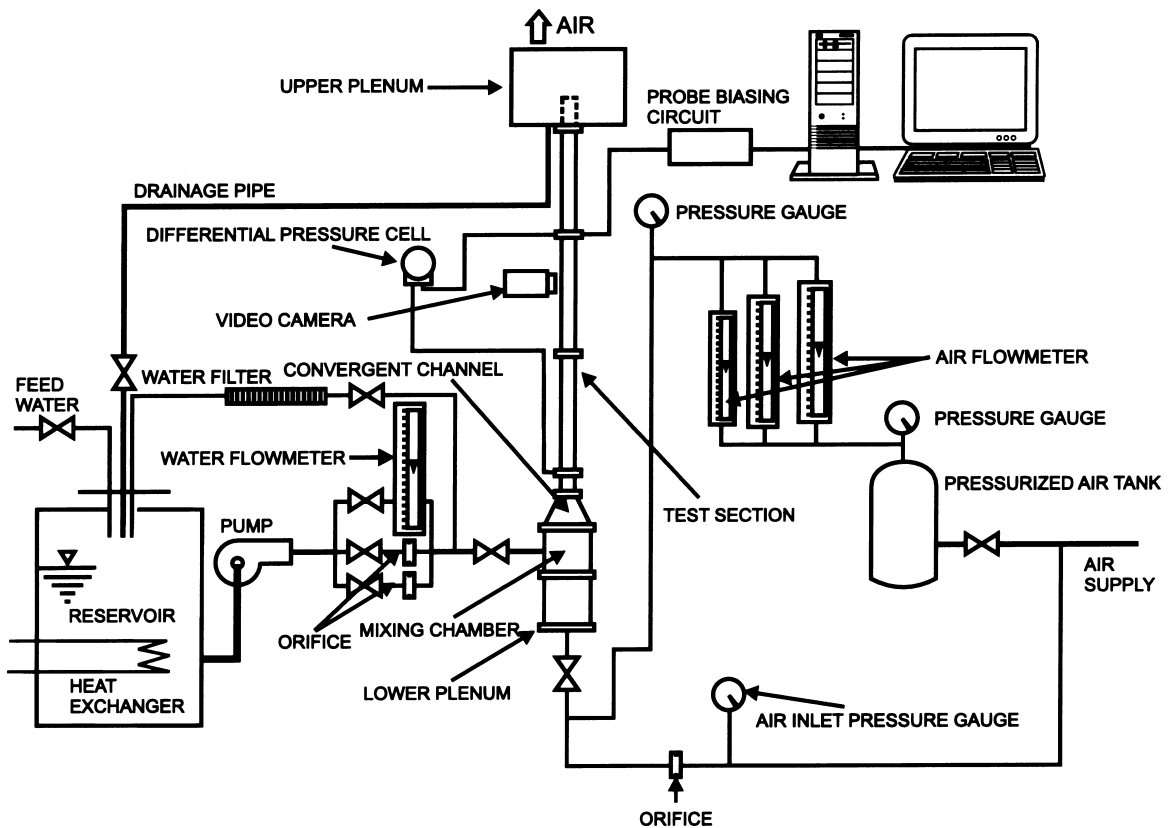 AIR
UPPER PLENUM
PROBE BIASING
CIRCUIT
DRAINAGE PIPE
PRESSURE GAUGE
DIFFERENTIAL PRESSURE CELL
VIDEO CAMERA
AIR FLOWMETER
CONVERGENT CHANNEL
WATER FILTER
FEED
WATER
PRESSURE GAUGE
WATER FLOWMETER
PRESSURIZED AIR TANK
TEST SECTION
PUMP
AIR
SUPPLY
RESERVOIR
ORIFICE
MIXING CHAMBER
HEAT
EXCHANGER
LOWER PLENUM
AIR INLET PRESSURE GAUGE
ORIFICE